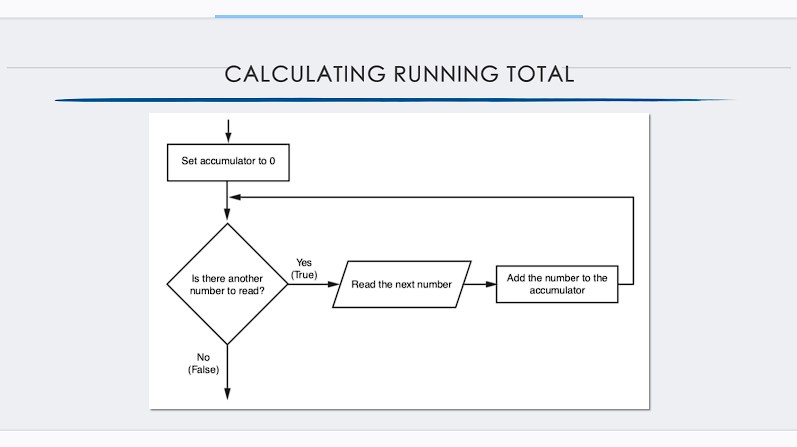 CALCULATING RUNNING TOTAL
Set accumulator to 0
Is there another
number to read?
Yes
(True)
Read the next number
Add the number to the
accumulator
No
(False)